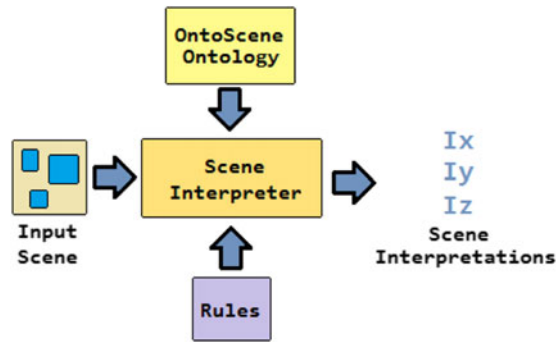 OntoScene
Ontology
Scene
Interpreter
Input
Scene
Ix
Iy
Iz
Scene
Interpretations
Rules